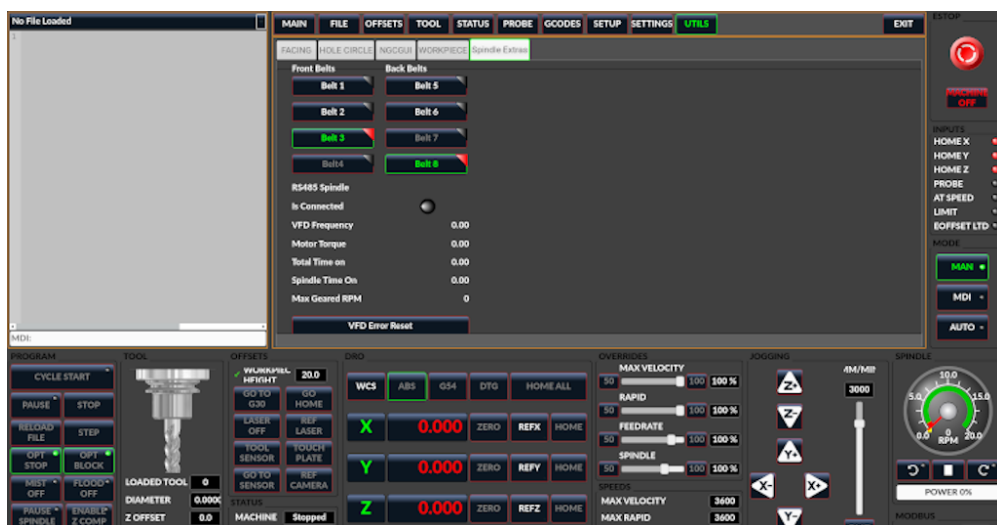 No File Loaded
1
MDI:
MAIN FILE OFFSETS TOOL STATUS PROBE GCODES SETUP SETTINGS UTILS EXIT
FACING HOLE CIRCLE NGCGUI WORKPIECE Spindle Extras
Front Belts Back Belts
Belt 1 Belt 5
Belt 2 Belt 6
Belt 3 Belt 7
Belt4 Belt 8
RS485 Spindle
Is Connected
VFD Frequency 0.00
Motor Torque 0.00
Total Time on 0.00
Spindle Time On 0.00
Max Geared RPM 0
VFD Error Reset
ESTOP
MACHINE
OFF
INPUTS
HOME X
HOME Y
HOME Z
PROBE
AT SPEED
LIMIT
EOFFSET LTD
MODE
MAN
MDI
AUTO
PROGRAM
CYCLE START
PAUSE STOP
RELOAD
FILE
STEP
OPT
STOP
OPT
BLOCK
MIST
OFF
FLOOD
OFF
PAUSE
SPINDLE
ENABLE
Z COMP
TOOL
LOADED TOOL 0
DIAMETER 0.000
Z OFFSET 0.0
OFFSETS
WORKPIEC
HEIGHT
20.0
GO TO
G30
GO
HOME
LASER
OFF
REF
LASER
TOOL
SENSOR
TOUCH
PLATE
GO TO
SENSOR
REF
CAMERA
STATUS
MACHINE Stopped
DRO
WCS ABS G54 DTG HOME ALL
X 0.000 ZERO REFX HOME
Y 0.000 ZERO REFY HOME
Z 0.000 ZERO REFZ HOME
OVERRIDES
MAX VELOCITY
50 100 100 %
RAPID
50 100 100 %
FEEDRATE
50 100 100 %
SPINDLE
50 100 100 %
SPEEDS
MAX VELOCITY 3600
MAX RAPID 3600
JOGGING
Z+
Z-
Y+
X- X+
Y-
3000
SPINDLE
10.0
5.0 15.0
0.0 0 20.0
RPM
POWER 0%
MODBUS